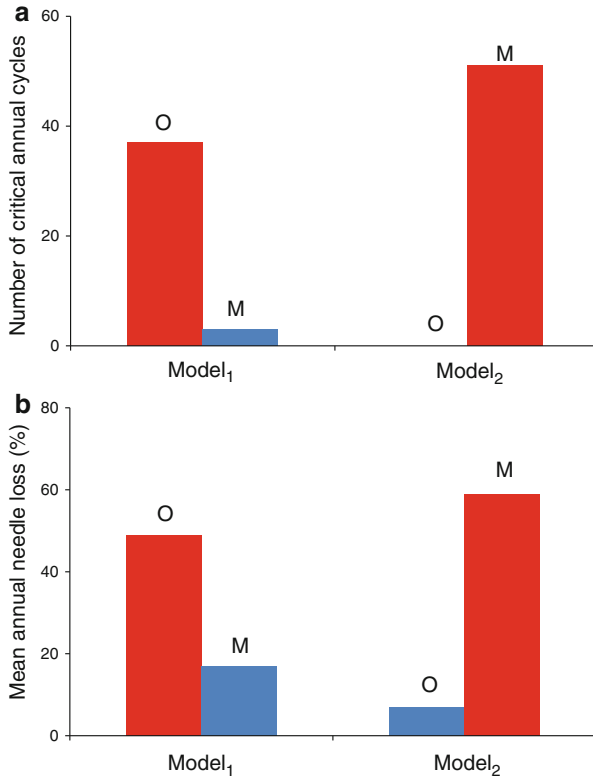 a
Number of critical annual cycles
60
40
20
0
O
M
O
M
Model₁
Model₂
b
Mean annual needle loss (%)
80
60
40
20
0
O
M
O
M
Model₁
Model₂